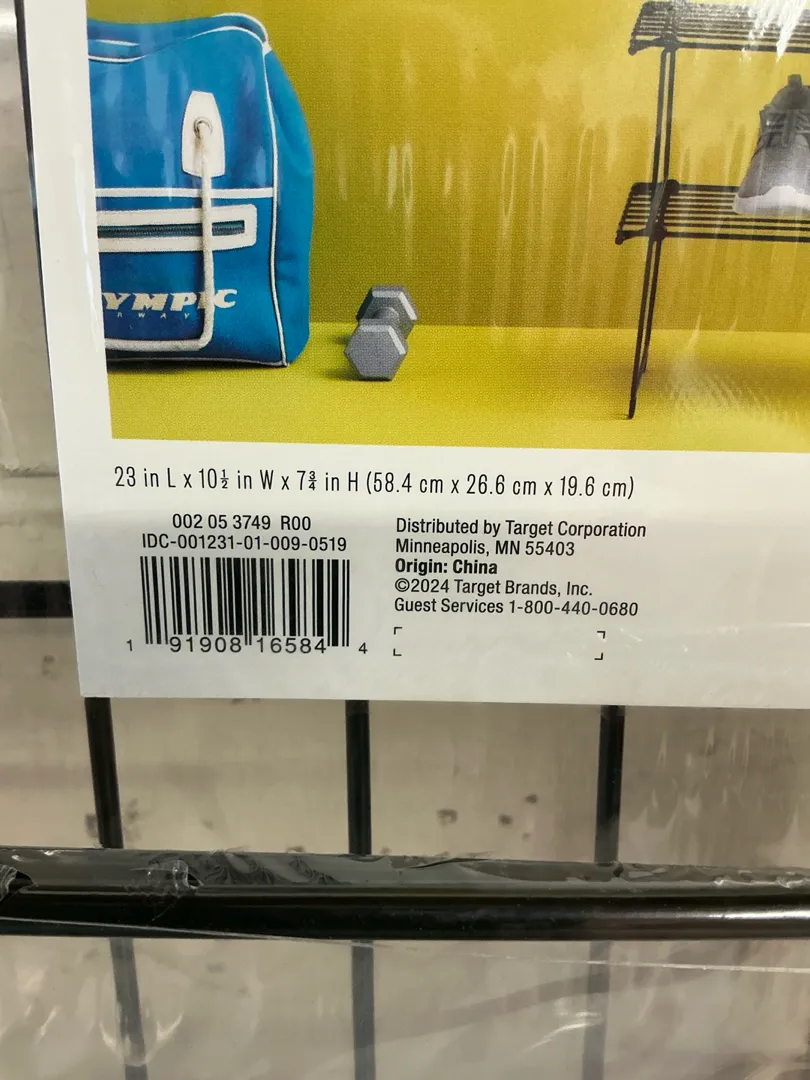 YMPIC
RWAY
23 in L x 10½ in W x 7¾ in H (58.4 cm x 26.6 cm x 19.6 cm)
002 05 3749 R00
IDC-001231-01-009-0519
1 91908 16584 4
Distributed by Target Corporation
Minneapolis, MN 55403
Origin: China
©2024 Target Brands, Inc.
Guest Services 1-800-440-0680